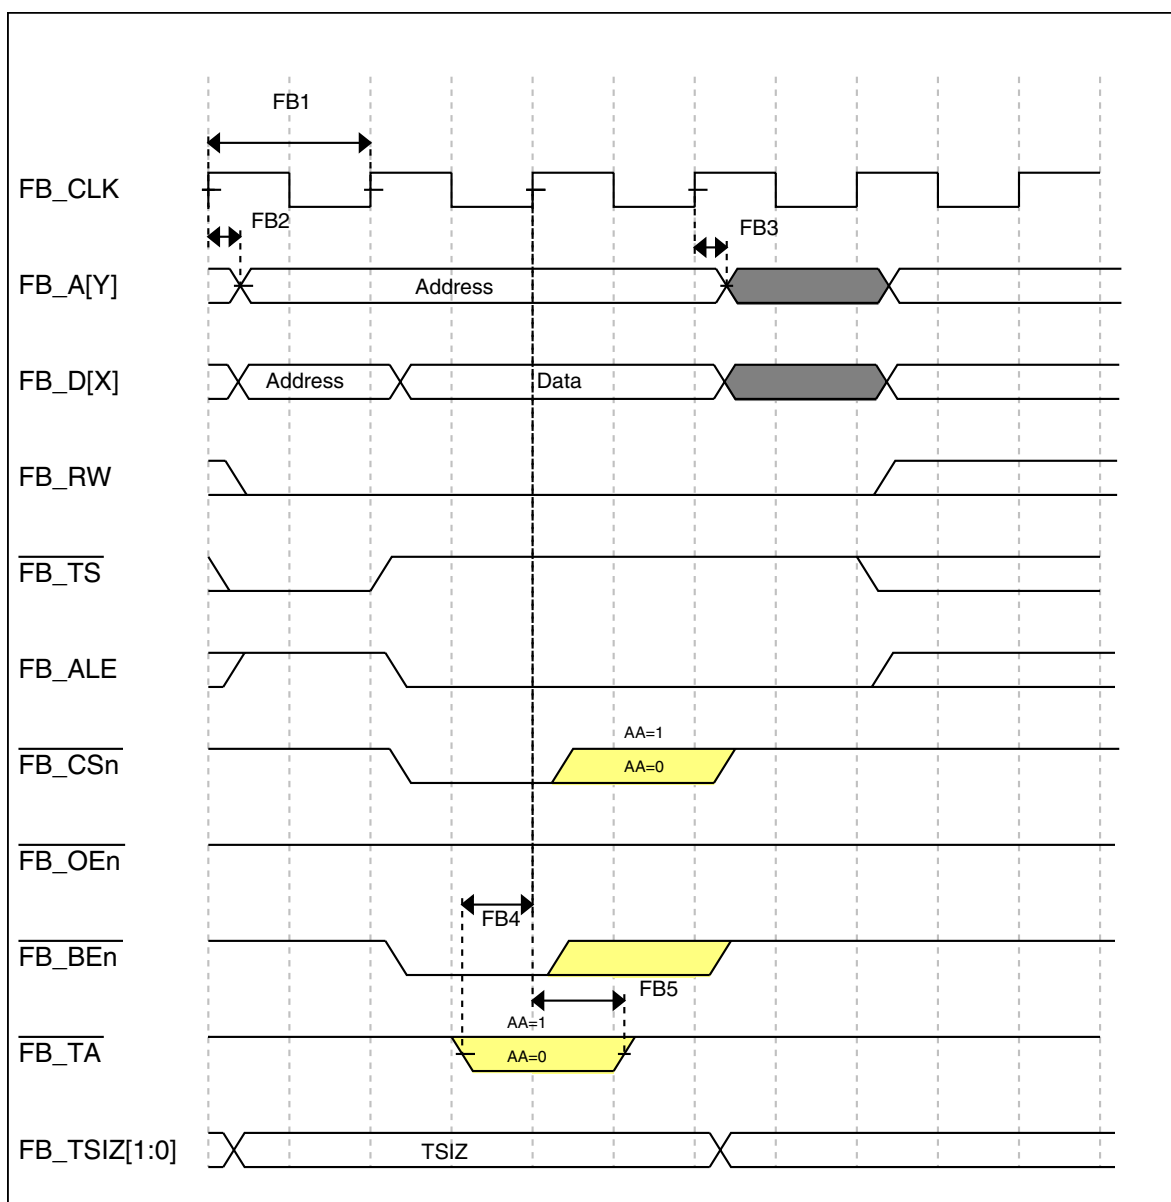 FB1
FB_CLK
FB2
FB3
FB_A[Y]
Address
FB_D[X]
Address
Data
FB_RW
FB_TS
FB_ALE
AA=1
FB_CSn
AA=0
FB_OEn
FB4
FB_BEn
FB5
AA=1
FB_TA
AA=0
FB_TSIZ[1:0]
TSIZ